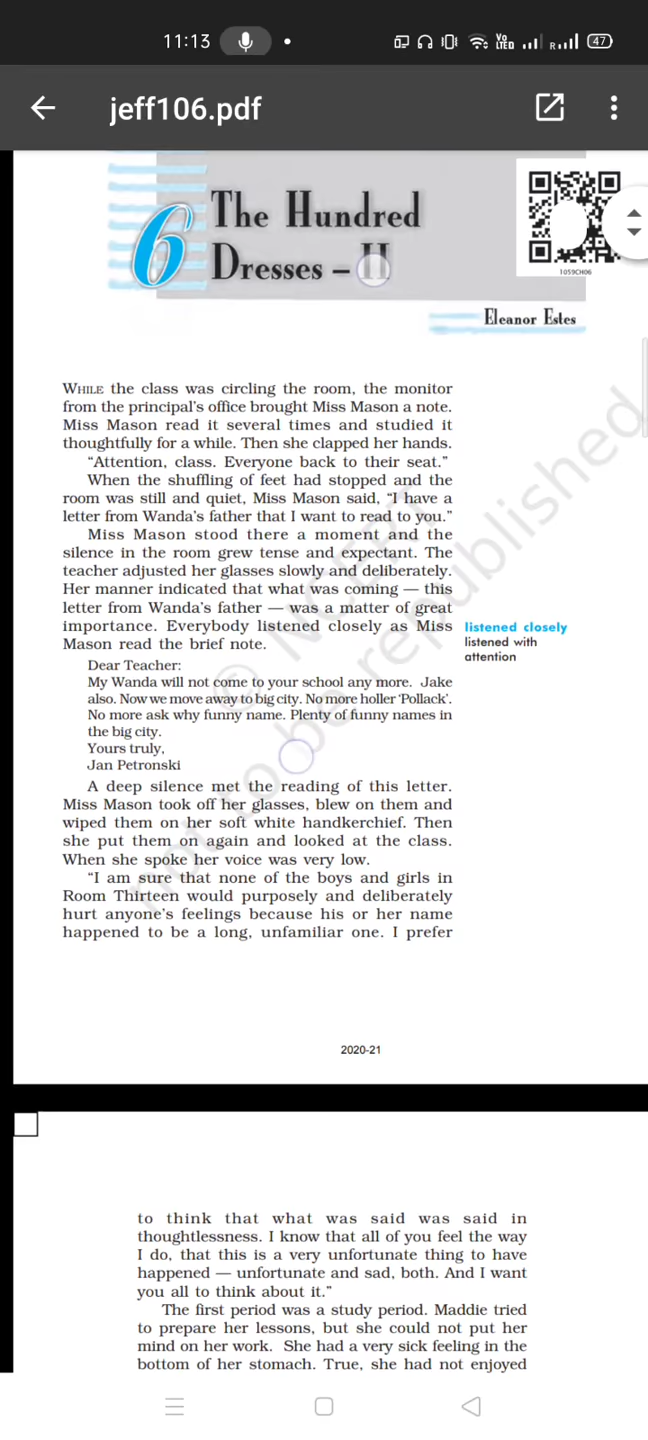 11:13
Vo
LTED
R
47
jeff106.pdf
6
The Hundred
Dresses – II
1059CH06
Eleanor Estes
WHILE the class was circling the room, the monitor
from the principal's office brought Miss Mason a note.
Miss Mason read it several times and studied it
thoughtfully for a while. Then she clapped her hands.
“Attention, class. Everyone back to their seat.”
When the shuffling of feet had stopped and the
room was still and quiet, Miss Mason said, “I have a
letter from Wanda's father that I want to read to you.”
Miss Mason stood there a moment and the
silence in the room grew tense and expectant. The
teacher adjusted her glasses slowly and deliberately.
Her manner indicated that what was coming — this
letter from Wanda's father — was a matter of great
importance. Everybody listened closely as Miss
Mason read the brief note.
listened closely
listened with
attention
Dear Teacher:
My Wanda will not come to your school any more. Jake
also. Now we move away to big city. No more holler ‘Pollack’.
No more ask why funny name. Plenty of funny names in
the big city.
Yours truly,
Jan Petronski
A deep silence met the reading of this letter.
Miss Mason took off her glasses, blew on them and
wiped them on her soft white handkerchief. Then
she put them on again and looked at the class.
When she spoke her voice was very low.
“I am sure that none of the boys and girls in
Room Thirteen would purposely and deliberately
hurt anyone's feelings because his or her name
happened to be a long, unfamiliar one. I prefer
© NCERT
not to be republished
2020-21
to think that what was said was said in
thoughtlessness. I know that all of you feel the way
I do, that this is a very unfortunate thing to have
happened — unfortunate and sad, both. And I want
you all to think about it.”
The first period was a study period. Maddie tried
to prepare her lessons, but she could not put her
mind on her work. She had a very sick feeling in the
bottom of her stomach. True, she had not enjoyed